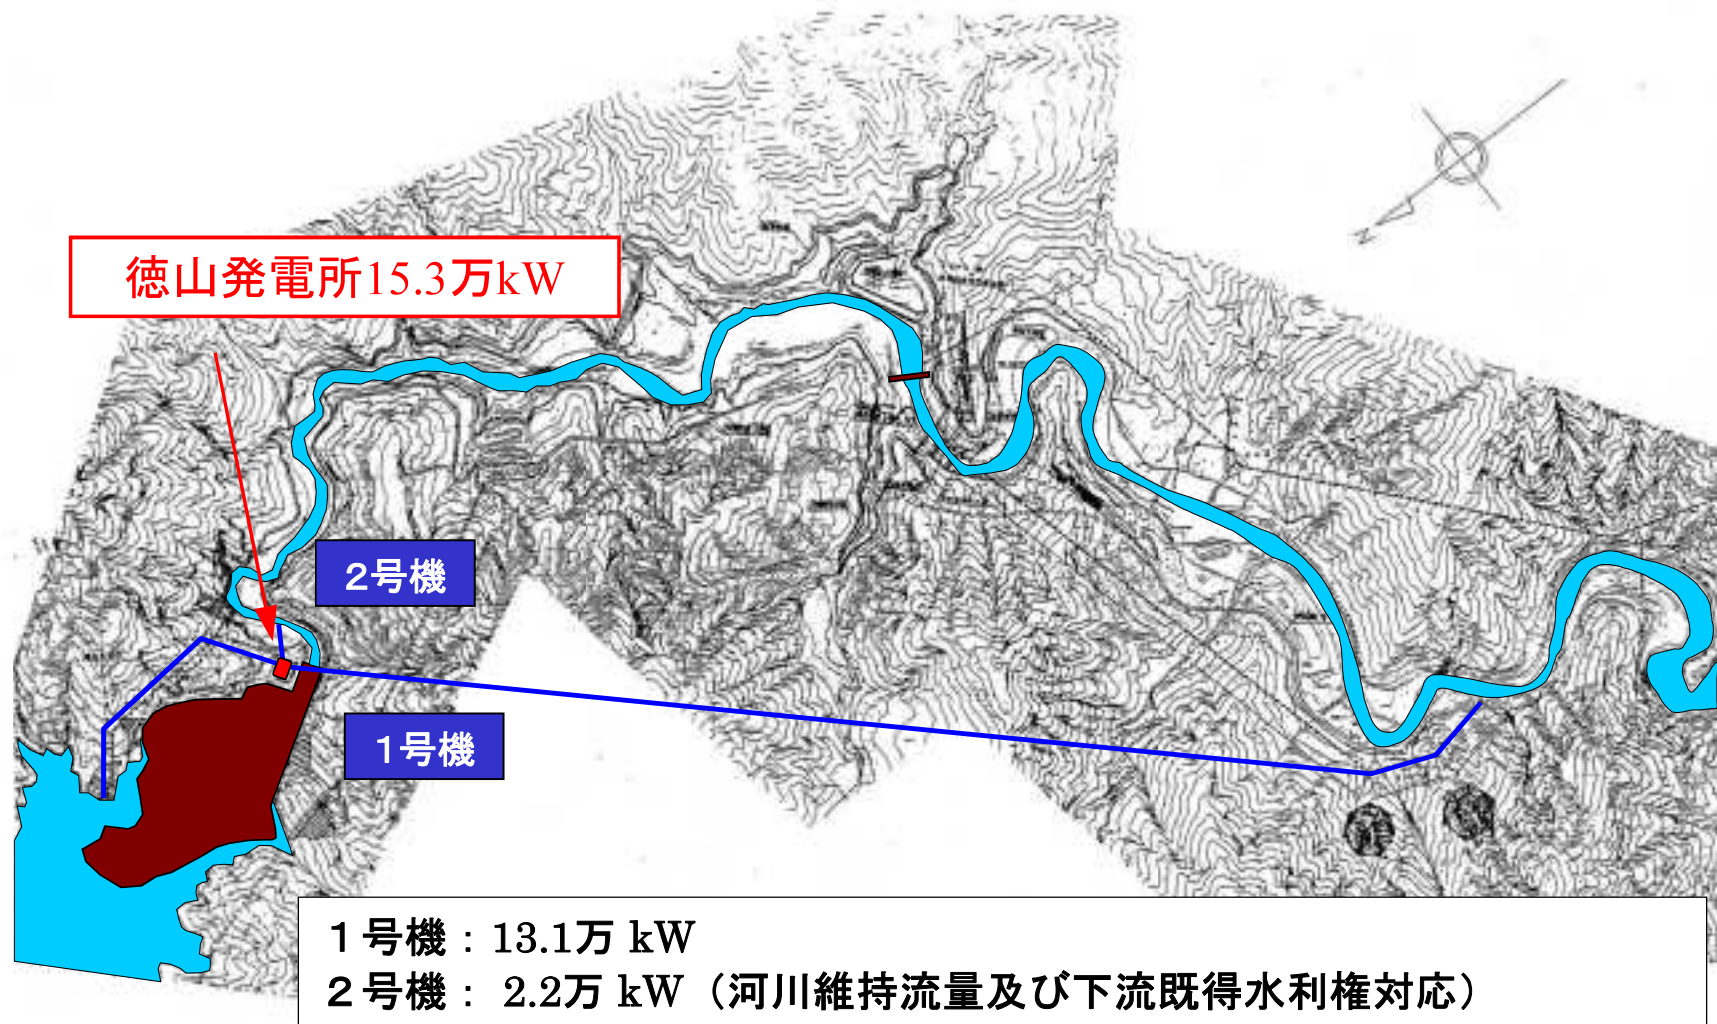 徳山発電所15.3万kW
2号機
1号機
1号機：13.1万 kW
2号機： 2.2万 kW（河川維持流量及び下流既得水利権対応）